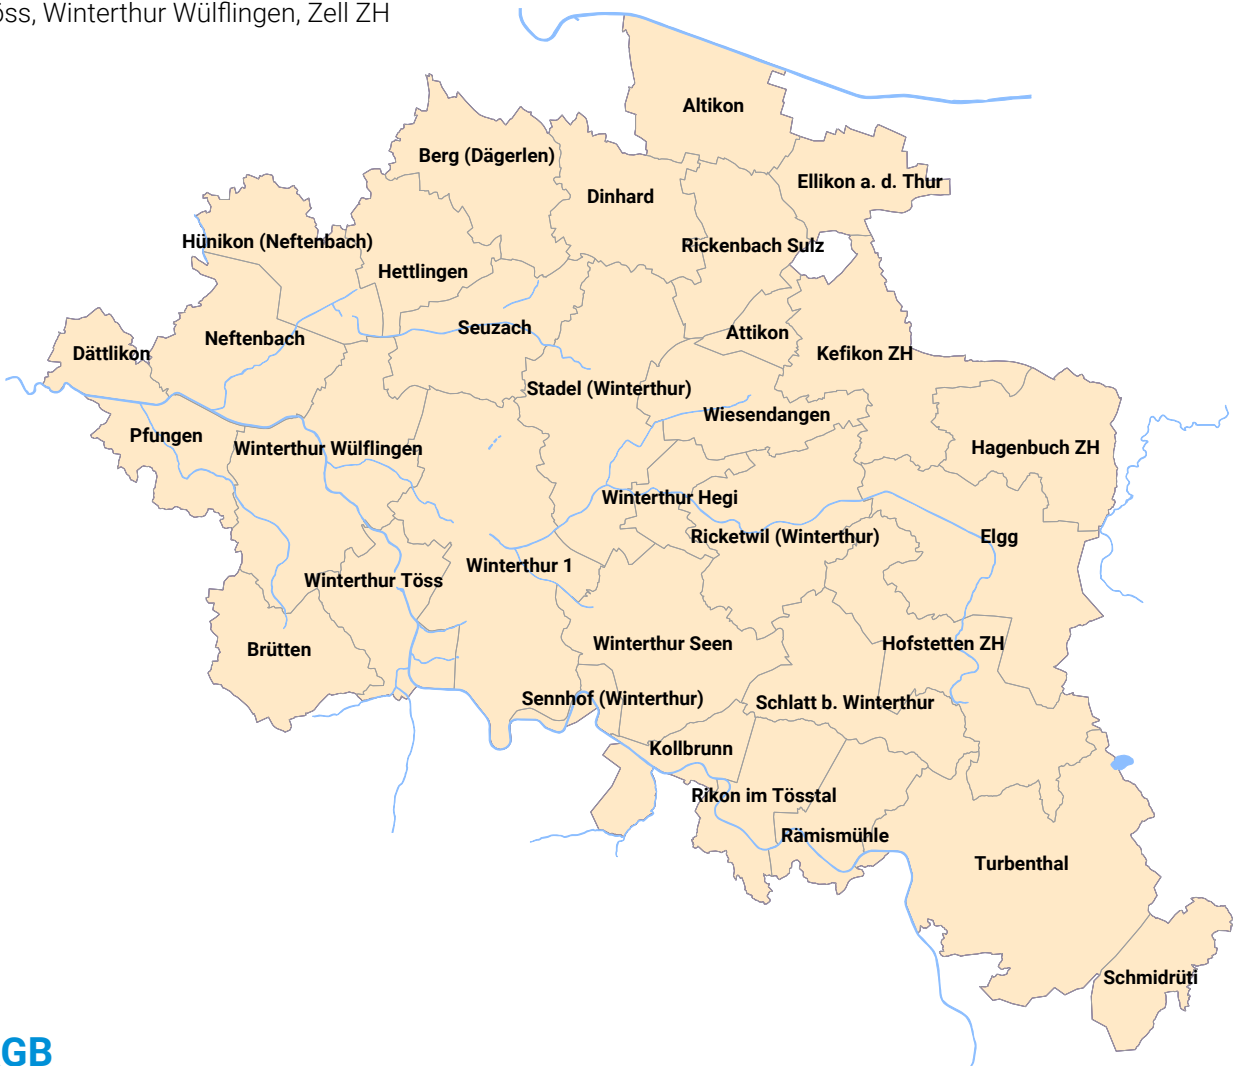 Winterthur Wülflingen, Zell ZH
Altikon
Berg (Dägerlen)
Ellikon a. d. Thur
Dinhard
Hünikon (Neftenbach)
Rickenbach Sulz
Hettlingen
Seuzach
Attikon
Neftenbach
Dättlikon
Kefikon ZH
Stadel (Winterthur)
Wiesendangen
Pfungen
Winterthur Wülflingen
Hagenbuch ZH
Winterthur Hegi
Ricketwil (Winterthur)
Elgg
Winterthur 1
Winterthur Töss
Winterthur Seen
Hofstetten ZH
Brütten
Sennhof (Winterthur)
Schlatt b. Winterthur
Kollbrunn
Rikon im Tösstal
Rämismühle
Turbenthal
Schmidrüti
GB